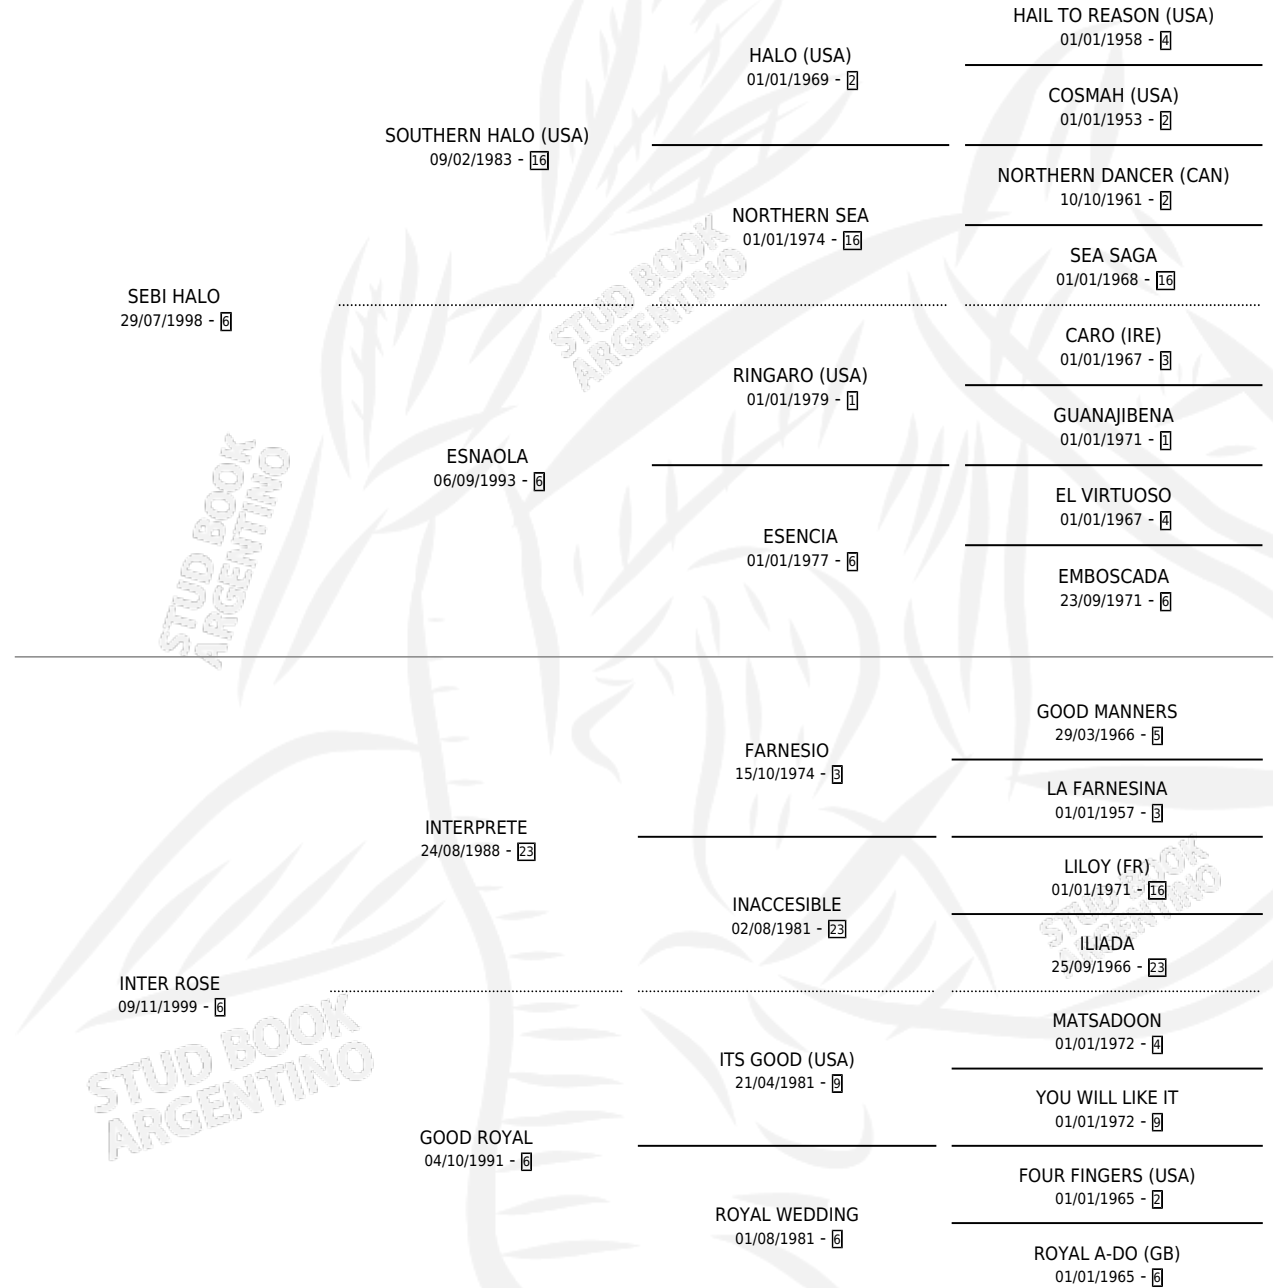 HAIL TO REASON (USA)
01/01/1958 - 4
HALO (USA)
01/01/1969 - 2
COSMAH (USA)
01/01/1953 - 2
SOUTHERN HALO (USA)
09/02/1983 - 16
NORTHERN DANCER (CAN)
10/10/1961 - 2
NORTHERN SEA
01/01/1974 - 16
SEA SAGA
01/01/1968 - 16
SEBI HALO
29/07/1998 - 6
CARO (IRE)
01/01/1967 - 3
RINGARO (USA)
01/01/1979 - 1
GUANAJIBENA
01/01/1971 - 1
ESNAOLA
06/09/1993 - 6
EL VIRTUOSO
01/01/1967 - 4
ESENCIA
01/01/1977 - 6
EMBOSCADA
23/09/1971 - 6
GOOD MANNERS
29/03/1966 - 5
FARNESIO
15/10/1974 - 3
LA FARNESINA
01/01/1957 - 3
INTERPRETE
24/08/1988 - 23
LILOY (FR)
01/01/1971 - 16
INACCESIBLE
02/08/1981 - 23
ILIADA
25/09/1966 - 23
INTER ROSE
09/11/1999 - 6
MATSADOON
01/01/1972 - 4
ITS GOOD (USA)
21/04/1981 - 9
YOU WILL LIKE IT
01/01/1972 - 9
GOOD ROYAL
04/10/1991 - 6
FOUR FINGERS (USA)
01/01/1965 - 2
ROYAL WEDDING
01/08/1981 - 6
ROYAL A-DO (GB)
01/01/1965 - 6
STUD BOOK
ARGENTINO
STUD BOOK
ARGENTINO
STUD BOOK
ARGENTINO
STUD BOOK
ARGENTINO